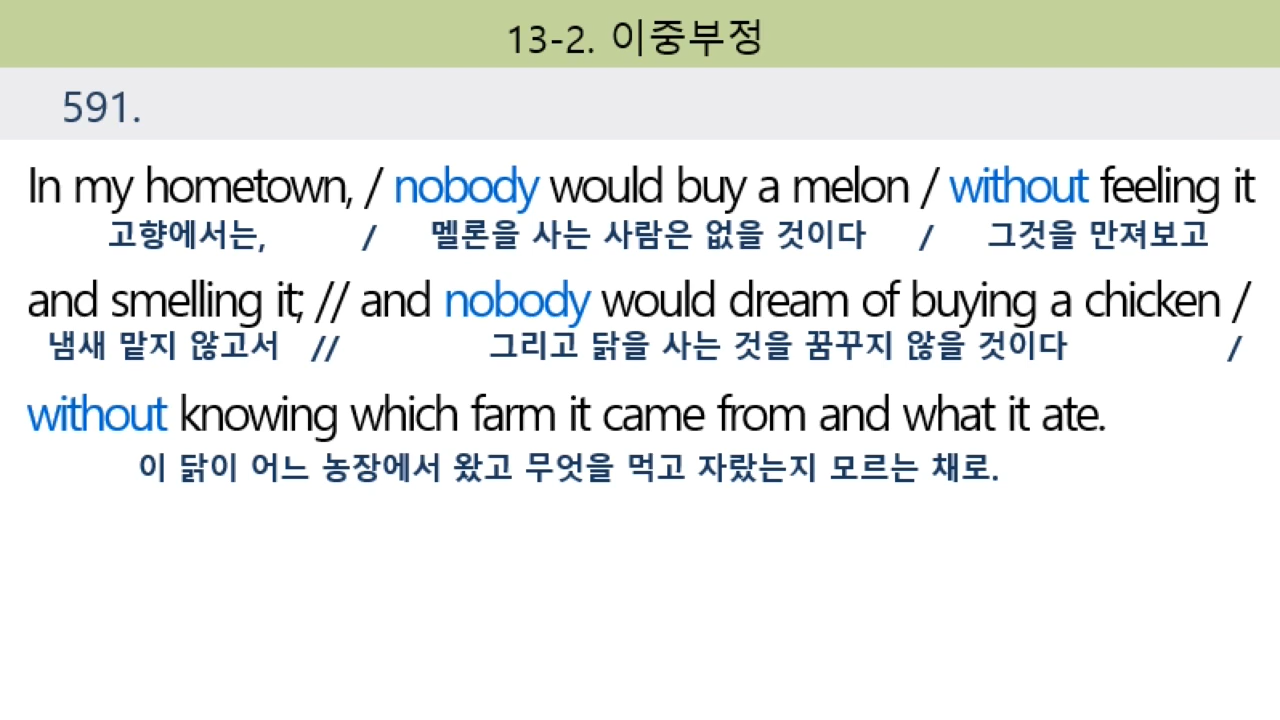 13-2. 이중부정
591.
In my hometown, / nobody would buy a melon / without feeling it
고향에서는, / 멜론을 사는 사람은 없을 것이다 / 그것을 만져보고
and smelling it; // and nobody would dream of buying a chicken /
냄새 맡지 않고서 // 그리고 닭을 사는 것을 꿈꾸지 않을 것이다 /
without knowing which farm it came from and what it ate.
이 닭이 어느 농장에서 왔고 무엇을 먹고 자랐는지 모르는 채로.